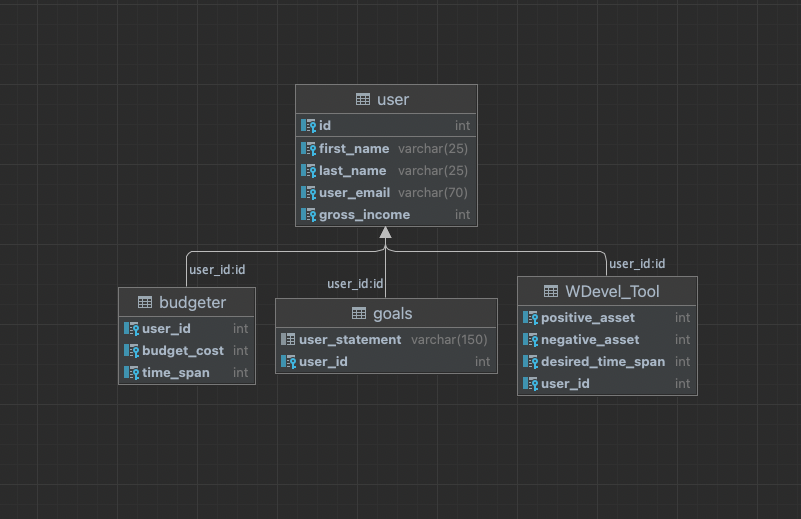 user
id int
first_name varchar(25)
last_name varchar(25)
user_email varchar(70)
gross_income int
user_id:id
user_id:id
user_id:id
budgeter
user_id int
budget_cost int
time_span int
goals
user_statement varchar(150)
user_id int
WDevel_Tool
positive_asset int
negative_asset int
desired_time_span int
user_id int